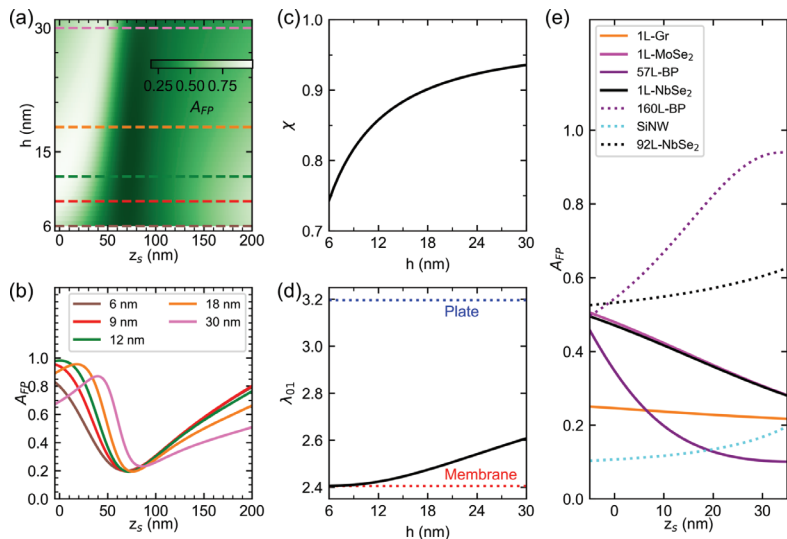 (a)
30
15
6
h (nm)
0.25 0.50 0.75
A_FP
0 50 100 150 200
z_s (nm)
(b)
6 nm
9 nm
12 nm
18 nm
30 nm
1.0
0.8
0.6
0.4
0.2
0.0
A_FP
0 50 100 150 200
z_s (nm)
(c)
1.0
0.9
0.8
0.7
χ
6 12 18 24 30
h (nm)
(d)
3.2
3.0
2.8
2.6
2.4
λ₀₁
Plate
Membrane
6 12 18 24 30
h (nm)
(e)
1L-Gr
1L-MoSe₂
57L-BP
1L-NbSe₂
160L-BP
SiNW
92L-NbSe₂
1.0
0.8
0.6
0.4
0.2
0.0
A_FP
0 10 20 30
z_s (nm)